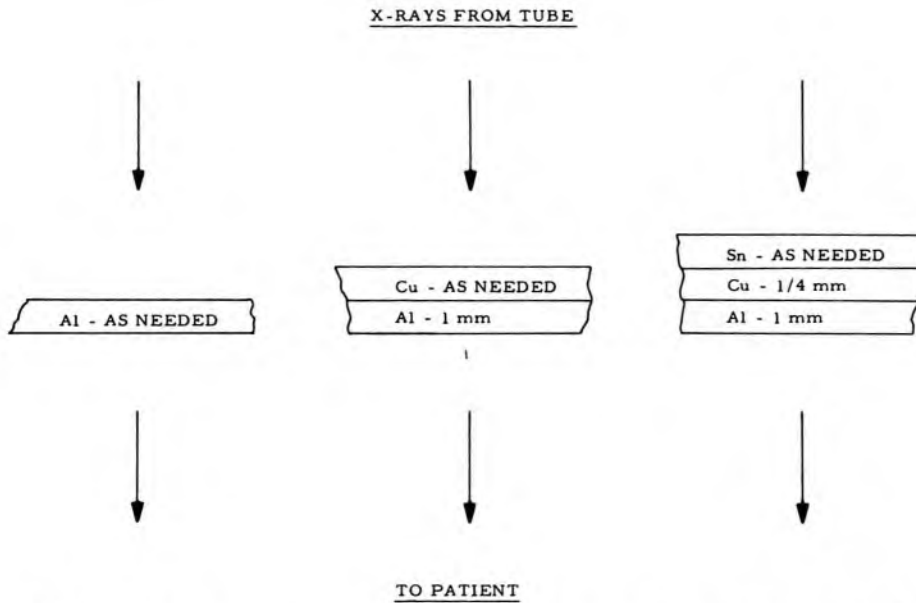 X-RAYS FROM TUBE
Al - AS NEEDED
Cu - AS NEEDED
Al - 1 mm
Sn - AS NEEDED
Cu - 1/4 mm
Al - 1 mm
TO PATIENT